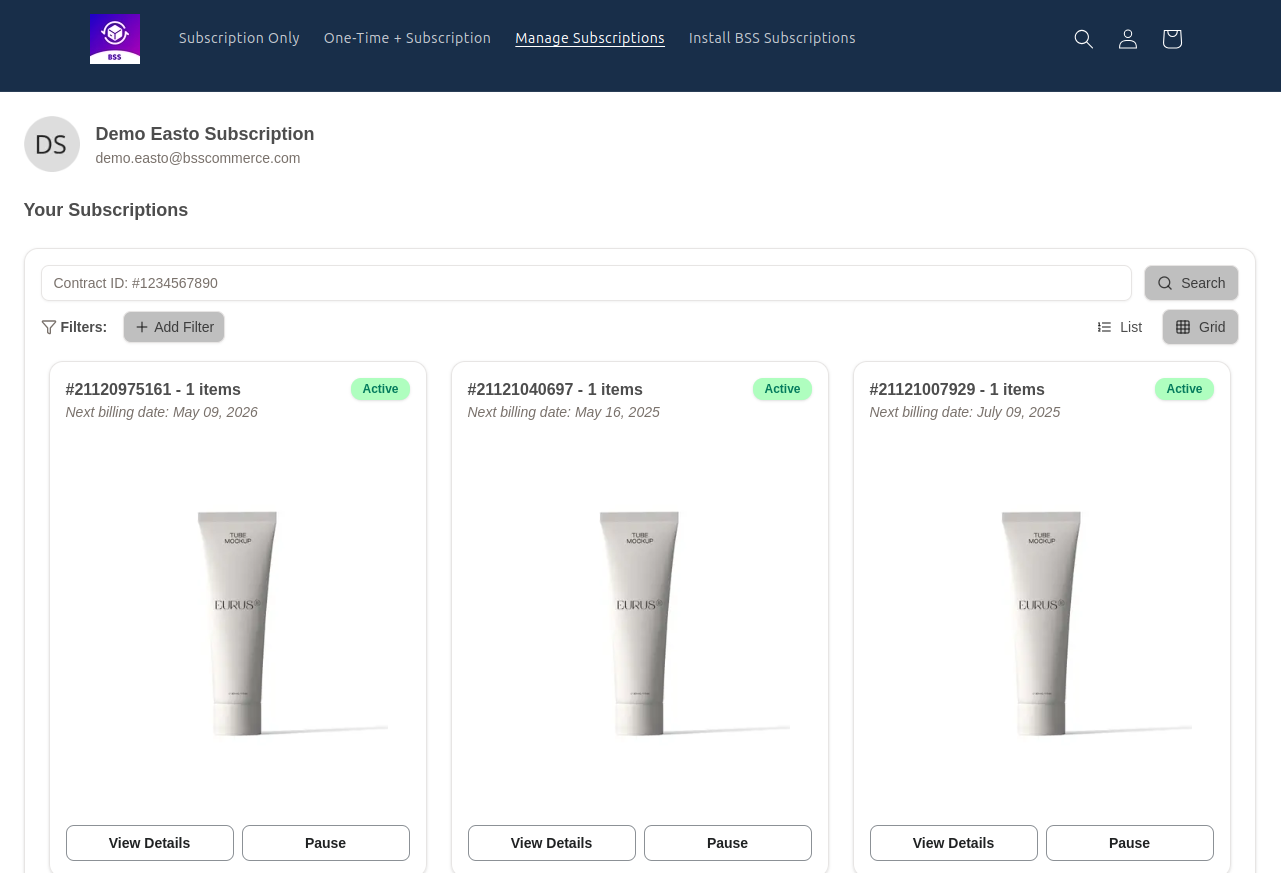 BSS
Subscription Only
One-Time + Subscription
Manage Subscriptions
Install BSS Subscriptions
DS
Demo Easto Subscription
demo.easto@bsscommerce.com
Your Subscriptions
Contract ID: #1234567890
Search
Filters:
Add Filter
List
Grid
#21120975161 - 1 items
Active
Next billing date: May 09, 2026
TUBE
MOCKUP
EURUS®
View Details
Pause
#21121040697 - 1 items
Active
Next billing date: May 16, 2025
TUBE
MOCKUP
EURUS®
View Details
Pause
#21121007929 - 1 items
Active
Next billing date: July 09, 2025
TUBE
MOCKUP
EURUS®
View Details
Pause